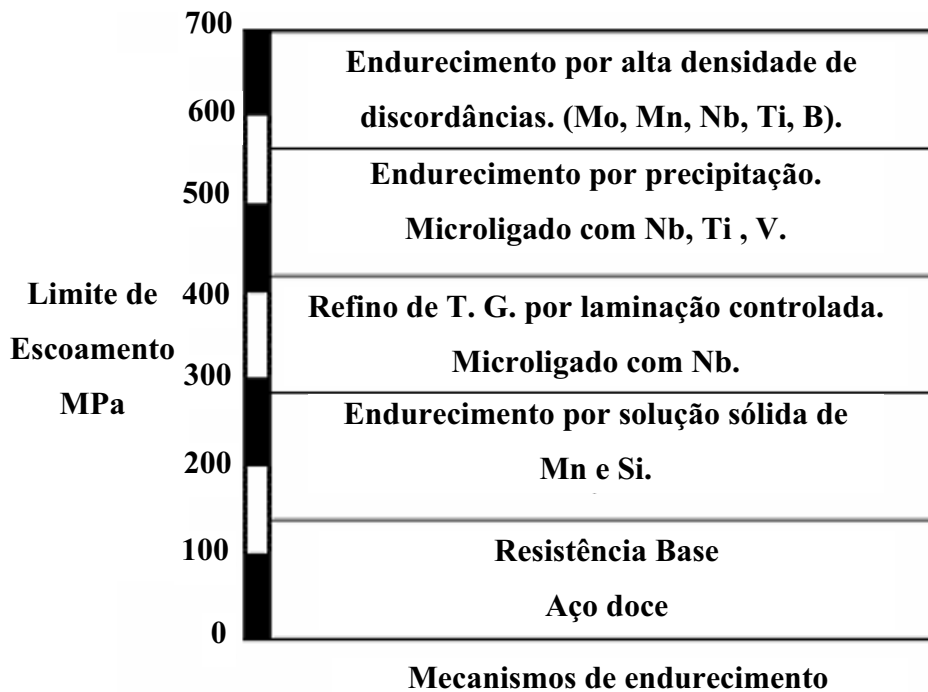 700
Endurecimento por alta densidade de
600
discordâncias. (Mo, Mn, Nb, Ti, B).
Endurecimento por precipitação.
500
Microligado com Nb, Ti , V.
Limite de
Escoamento
MPa
400
Refino de T. G. por laminação controlada.
300
Microligado com Nb.
Endurecimento por solução sólida de
200
Mn e Si.
100
Resistência Base
Aço doce
0
Mecanismos de endurecimento